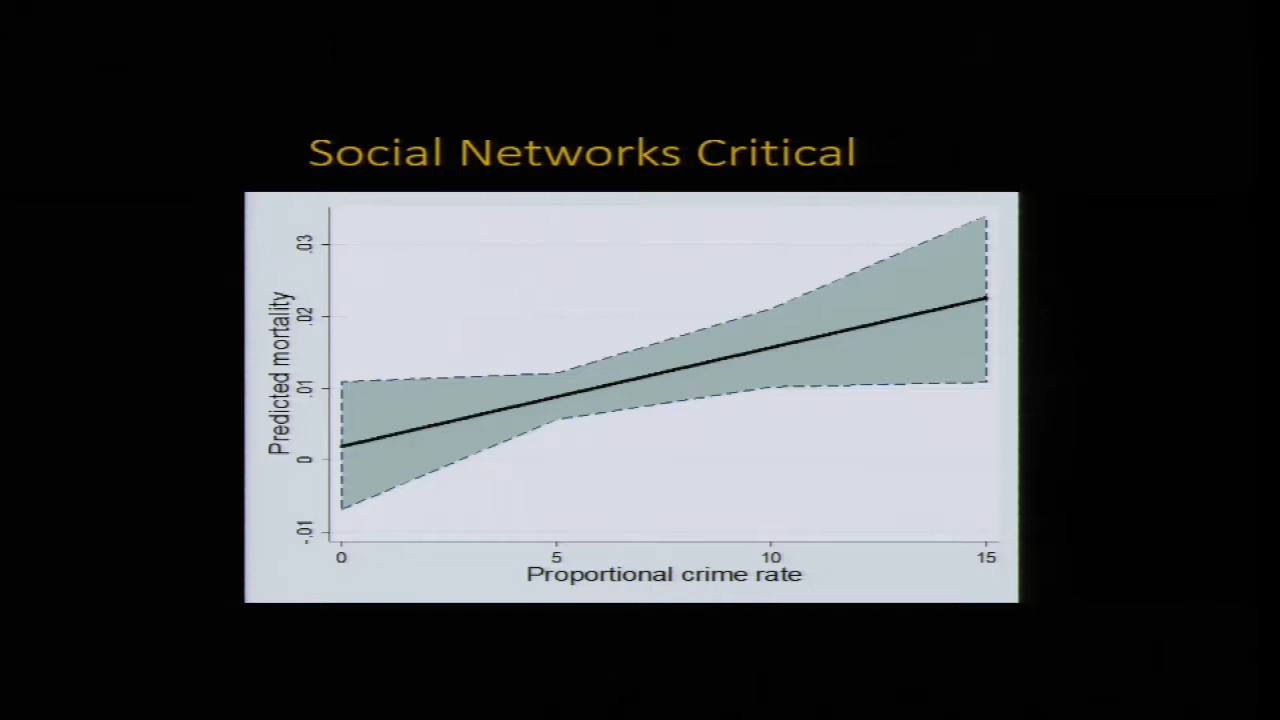 Social Networks Critical
Predicted mortality
.03
.02
.01
0
-.01
0 5 10 15
Proportional crime rate